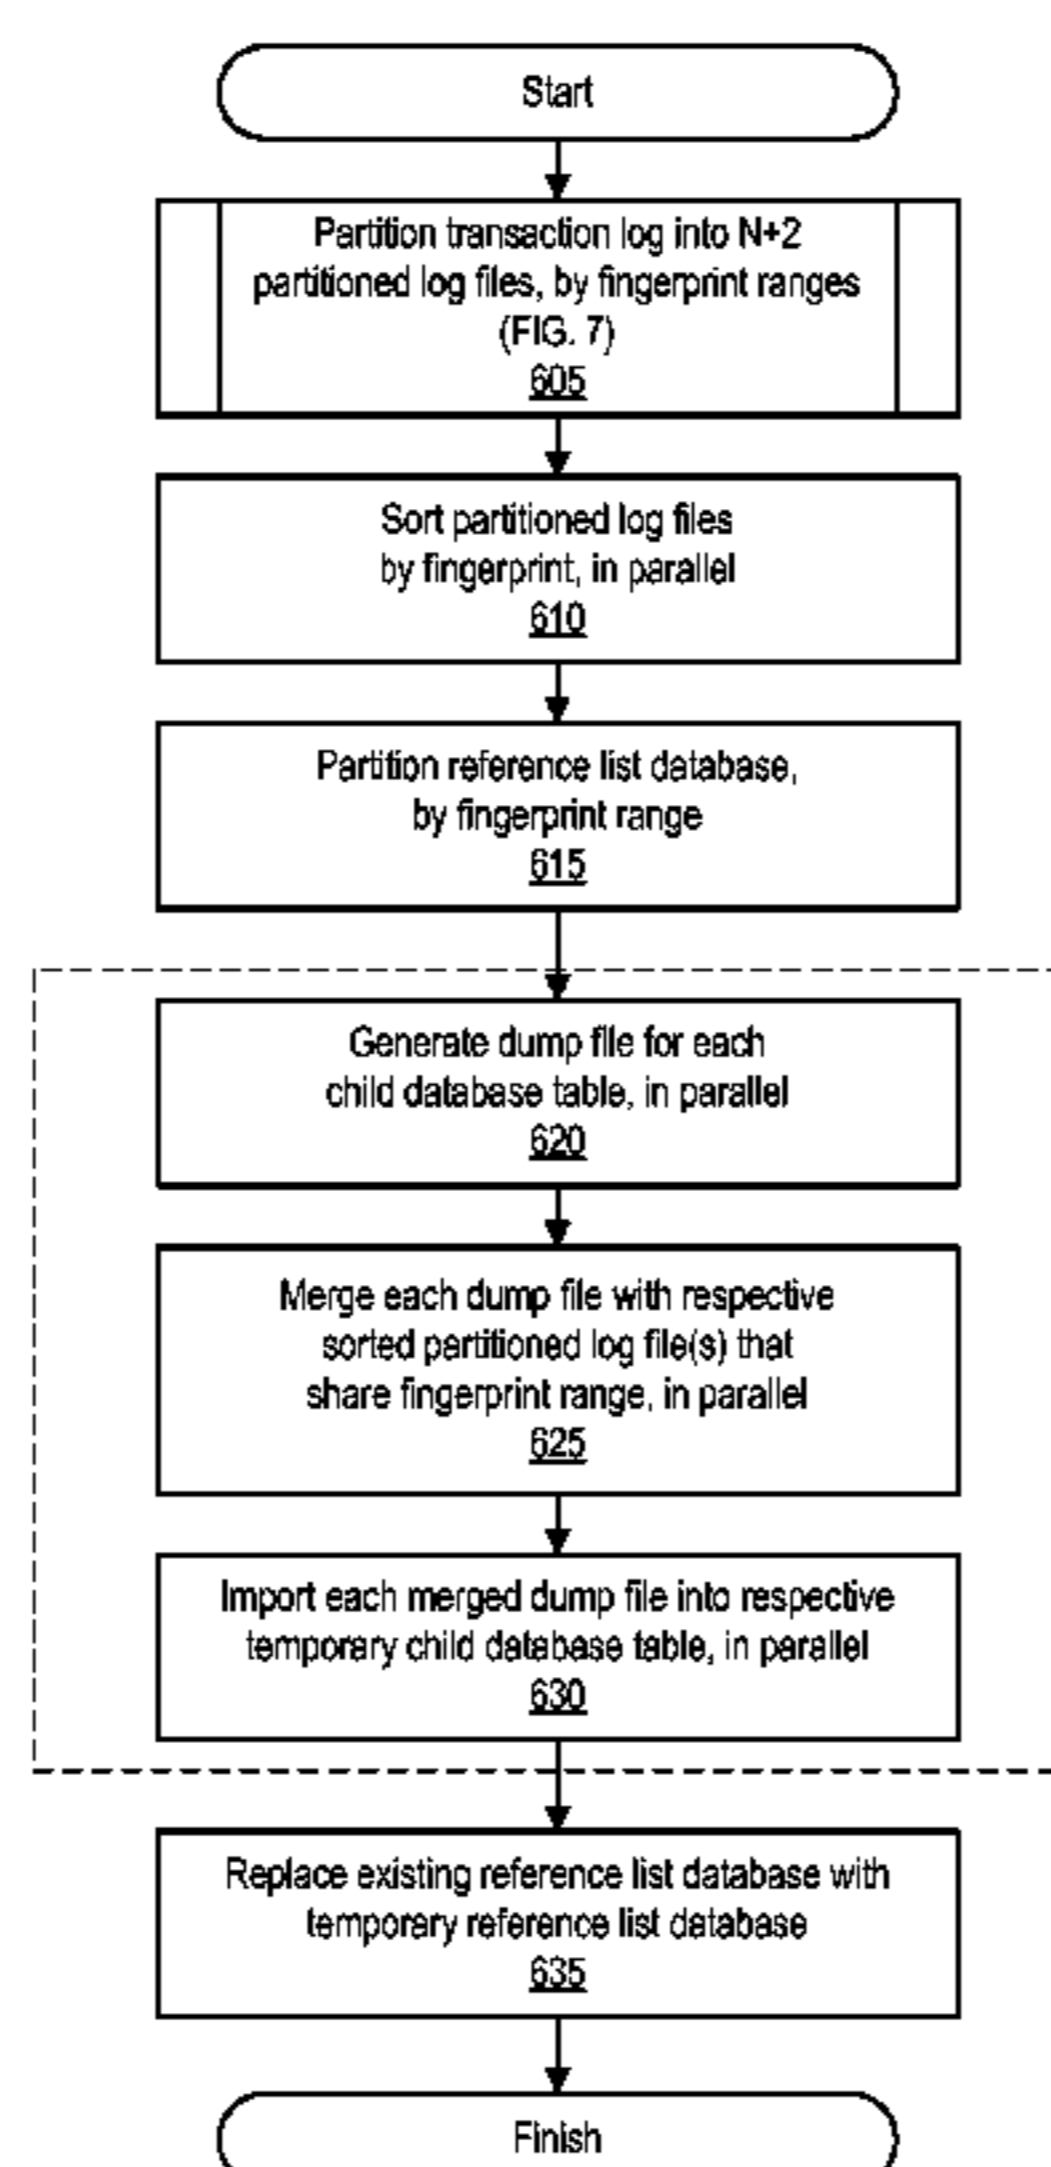 Start
Partition transaction log into N+2
partitioned log files, by fingerprint ranges
(FIG. 7)
605
Sort partitioned log files
by fingerprint, in parallel
610
Partition reference list database,
by fingerprint range
615
Generate dump file for each
child database table, in parallel
620
Merge each dump file with respective
sorted partitioned log file(s) that
share fingerprint range, in parallel
625
Import each merged dump file into respective
temporary child database table, in parallel
630
Replace existing reference list database with
temporary reference list database
635
Finish